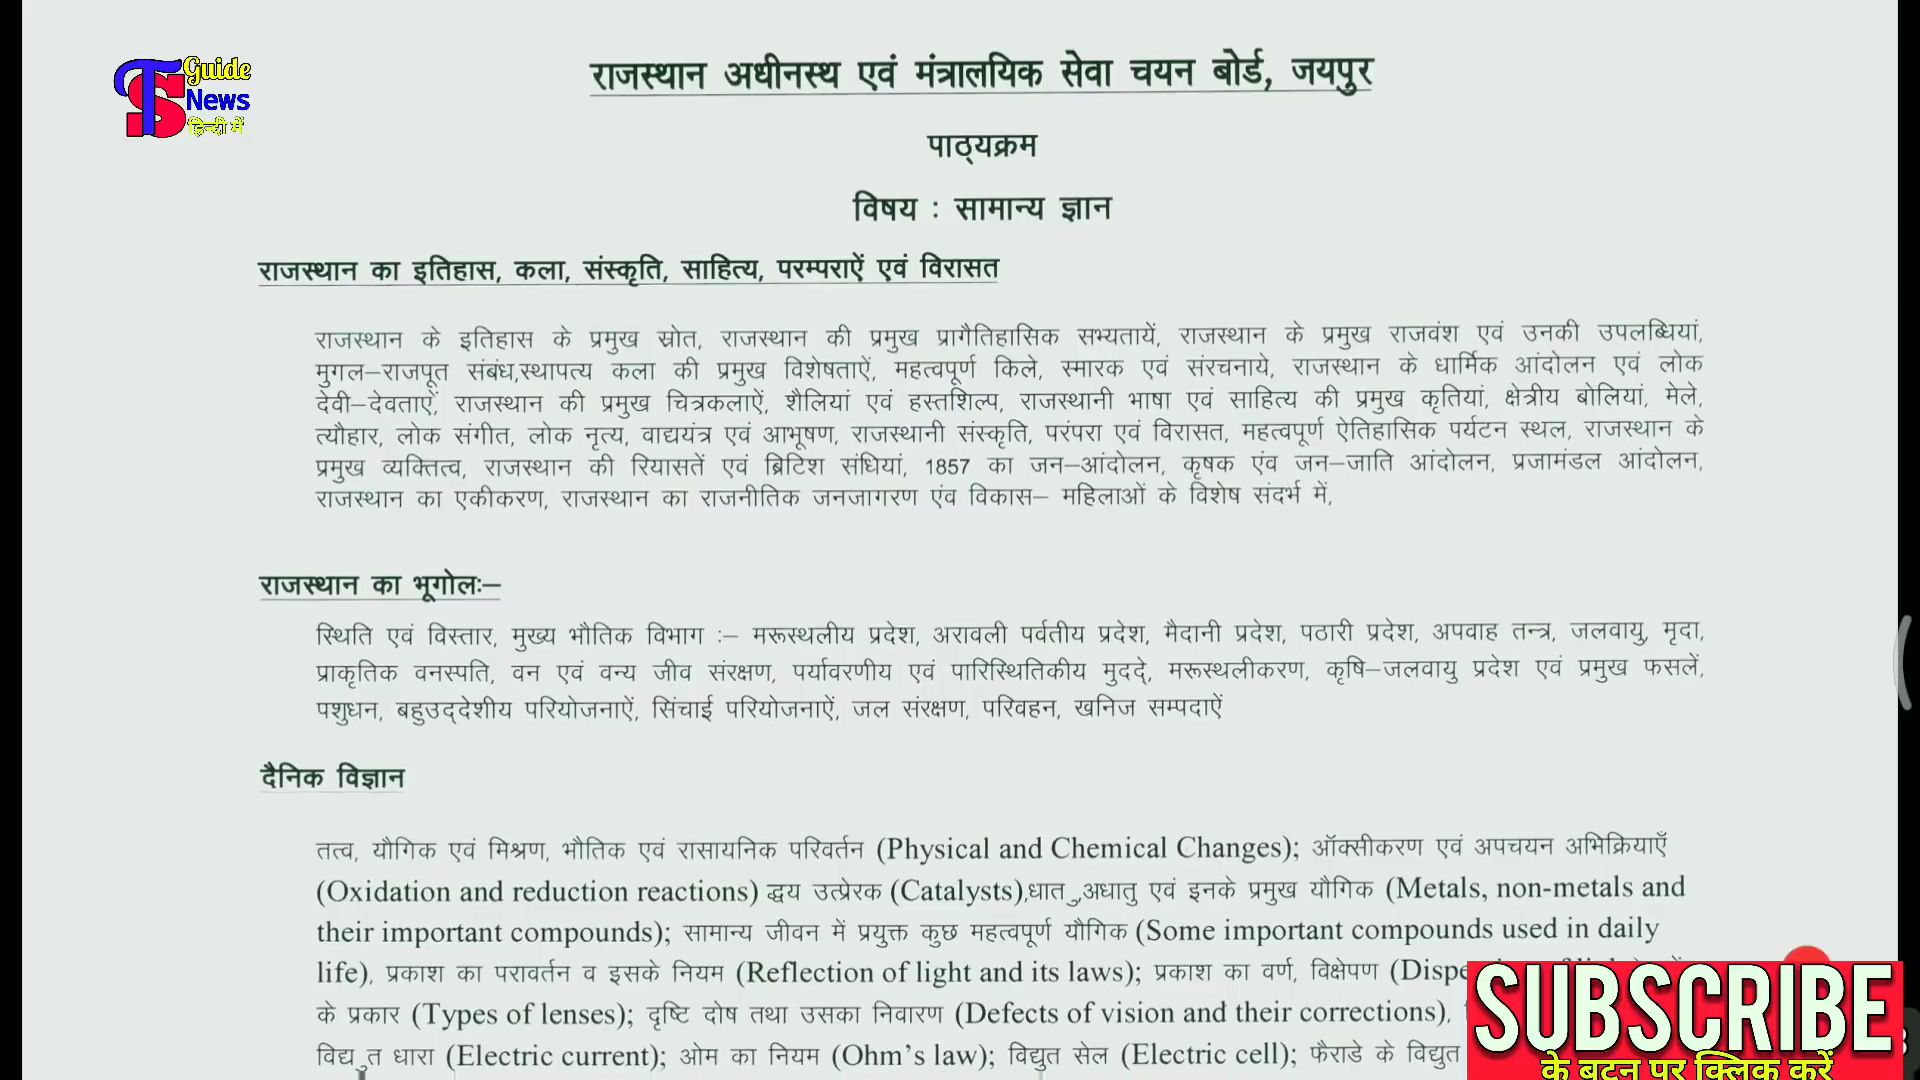 TS Guide
News
हिन्दी में
राजस्थान अधीनस्थ एवं मंत्रालयिक सेवा चयन बोर्ड, जयपुर
पाठ्यक्रम
विषय : सामान्य ज्ञान
राजस्थान का इतिहास, कला, संस्कृति, साहित्य, परम्पराऐं एवं विरासत
राजस्थान के इतिहास के प्रमुख स्रोत, राजस्थान की प्रमुख प्रागैतिहासिक सभ्यतायें, राजस्थान के प्रमुख राजवंश एवं उनकी उपलब्धियां,
मुगल–राजपूत संबंध,स्थापत्य कला की प्रमुख विशेषताऐं, महत्वपूर्ण किले, स्मारक एवं संरचनाये, राजस्थान के धार्मिक आंदोलन एवं लोक
देवी–देवताऐं, राजस्थान की प्रमुख चित्रकलाऐं, शैलियां एवं हस्तशिल्प, राजस्थानी भाषा एवं साहित्य की प्रमुख कृतियां, क्षेत्रीय बोलियां, मेले,
त्यौहार, लोक संगीत, लोक नृत्य, वाद्ययंत्र एवं आभूषण, राजस्थानी संस्कृति, परंपरा एवं विरासत, महत्वपूर्ण ऐतिहासिक पर्यटन स्थल, राजस्थान के
प्रमुख व्यक्तित्व, राजस्थान की रियासतें एवं ब्रिटिश संधियां, 1857 का जन–आंदोलन, कृषक एंव जन–जाति आंदोलन, प्रजामंडल आंदोलन,
राजस्थान का एकीकरण, राजस्थान का राजनीतिक जनजागरण एंव विकास– महिलाओं के विशेष संदर्भ में,
राजस्थान का भूगोलः–
स्थिति एवं विस्तार, मुख्य भौतिक विभाग :– मरूस्थलीय प्रदेश, अरावली पर्वतीय प्रदेश, मैदानी प्रदेश, पठारी प्रदेश, अपवाह तन्त्र, जलवायु, मृदा,
प्राकृतिक वनस्पति, वन एवं वन्य जीव संरक्षण, पर्यावरणीय एवं पारिस्थितिकीय मुददे, मरूस्थलीकरण, कृषि–जलवायु प्रदेश एवं प्रमुख फसलें,
पशुधन, बहुउद्देशीय परियोजनाऐं, सिंचाई परियोजनाऐं, जल संरक्षण, परिवहन, खनिज सम्पदाऐं
दैनिक विज्ञान
तत्व, यौगिक एवं मिश्रण, भौतिक एवं रासायनिक परिवर्तन (Physical and Chemical Changes); ऑक्सीकरण एवं अपचयन अभिक्रियाएँ
(Oxidation and reduction reactions) द्धय उत्प्रेरक (Catalysts),धातु ,अधातु एवं इनके प्रमुख यौगिक (Metals, non-metals and
their important compounds); सामान्य जीवन में प्रयुक्त कुछ महत्वपूर्ण यौगिक (Some important compounds used in daily
life), प्रकाश का परावर्तन व इसके नियम (Reflection of light and its laws); प्रकाश का वर्ण, विक्षेपण
के प्रकार (Types of lenses); दृष्टि दोष तथा उसका निवारण (Defects of vision and their corrections),
विद्युत धारा (Electric current); ओम का नियम (Ohm's law); विद्युत सेल (Electric cell); फैराडे के विद्युत
SUBSCRIBE
के बटन पर क्लिक करें